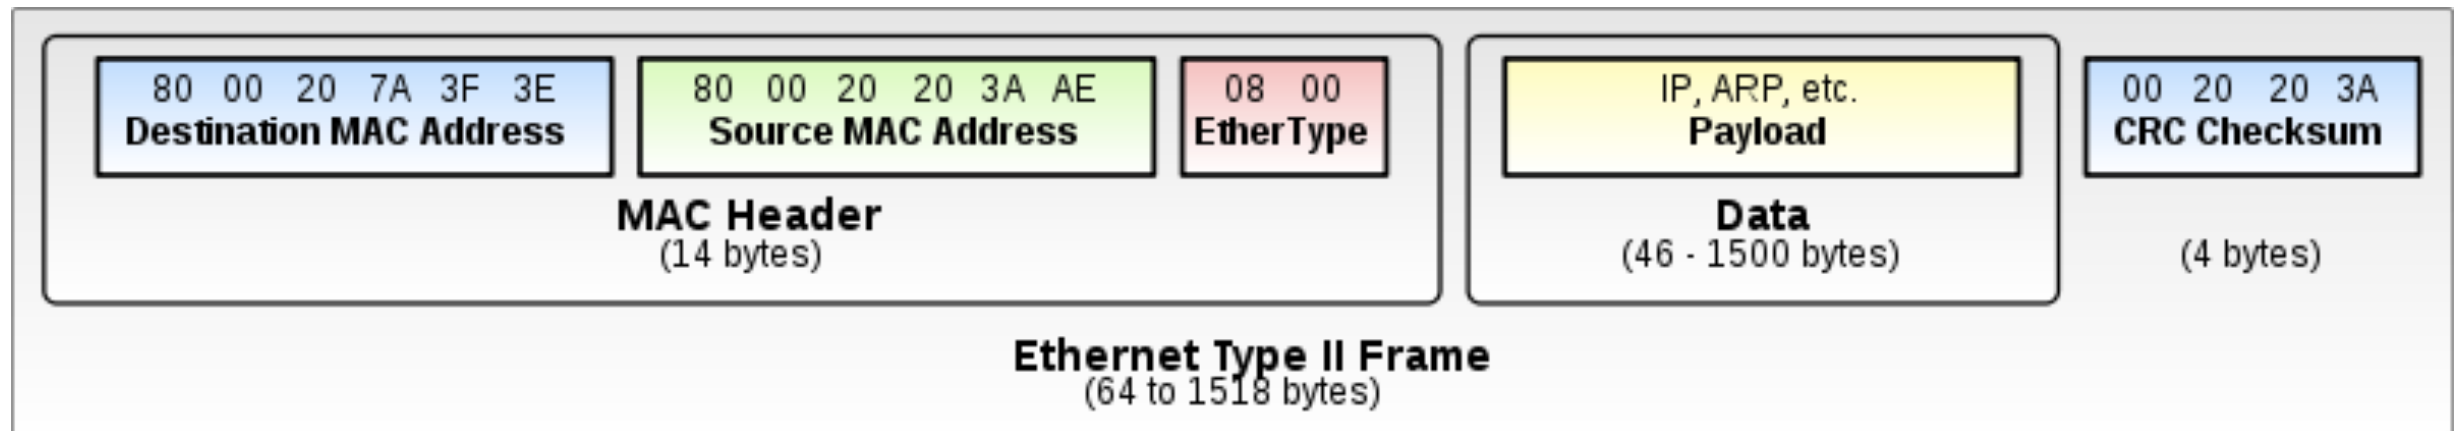 80 00 20 7A 3F 3E
Destination MAC Address
80 00 20 20 3A AE
Source MAC Address
08 00
EtherType
MAC Header
(14 bytes)
IP, ARP, etc.
Payload
Data
(46 - 1500 bytes)
00 20 20 3A
CRC Checksum
(4 bytes)
Ethernet Type II Frame
(64 to 1518 bytes)